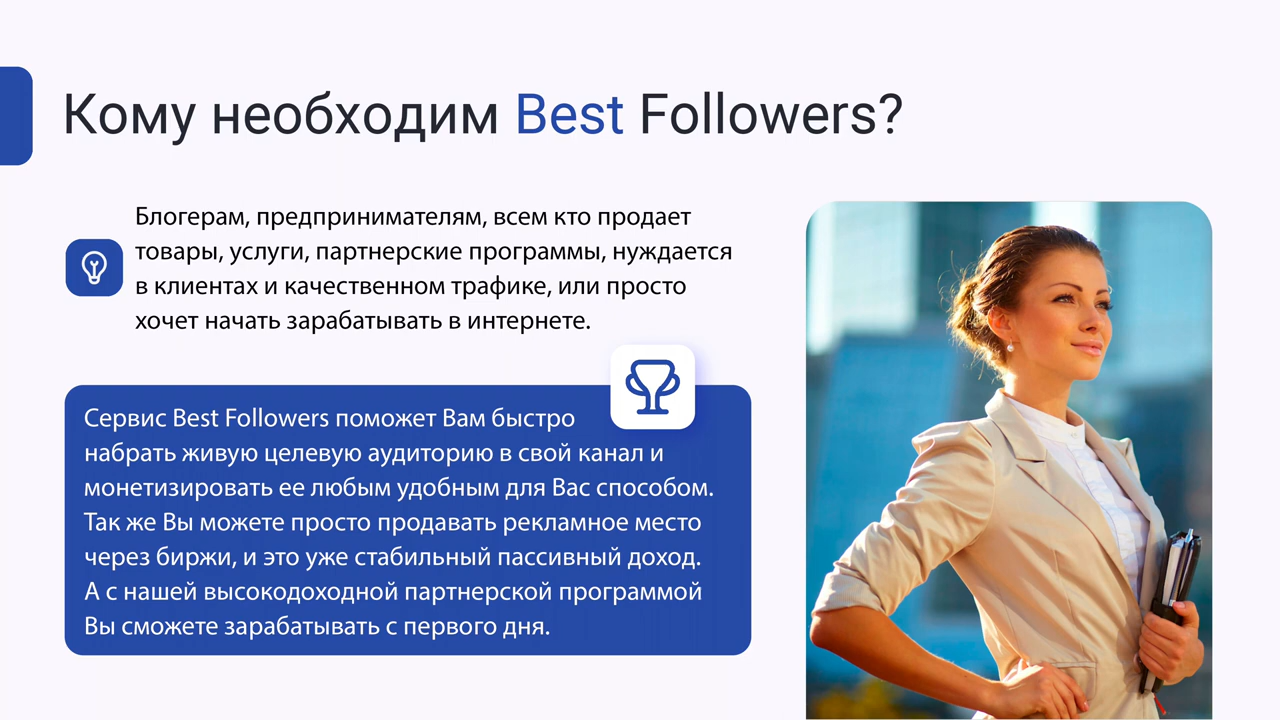 Кому необходим Best Followers?
Блогерам, предпринимателям, всем кто продает
товары, услуги, партнерские программы, нуждается
в клиентах и качественном трафике, или просто
хочет начать зарабатывать в интернете.
Сервис Best Followers поможет Вам быстро
набрать живую целевую аудиторию в свой канал и
монетизировать ее любым удобным для Вас способом.
Так же Вы можете просто продавать рекламное место
через биржи, и это уже стабильный пассивный доход.
А с нашей высокодоходной партнерской программой
Вы сможете зарабатывать с первого дня.